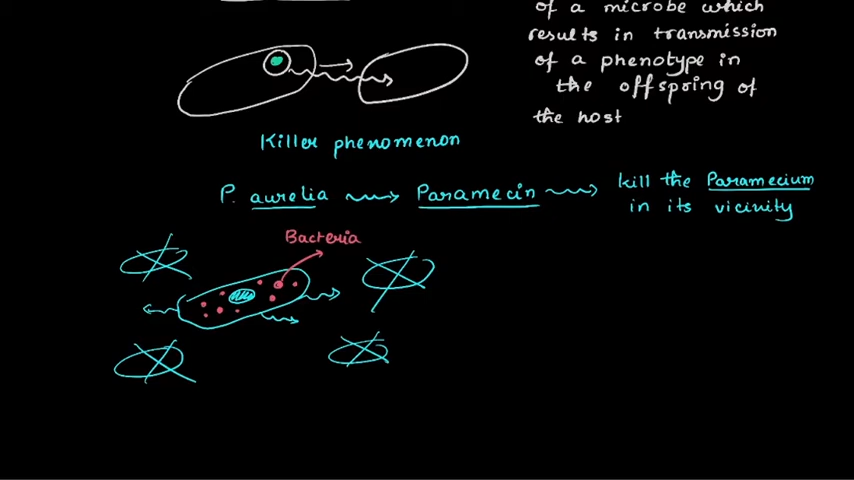 of a microbe which
results in transmission
of a phenotype in
the offspring of
the host
Killer phenomenon
P. aurelia Paramecin kill the Paramecium
in its vicinity
Bacteria